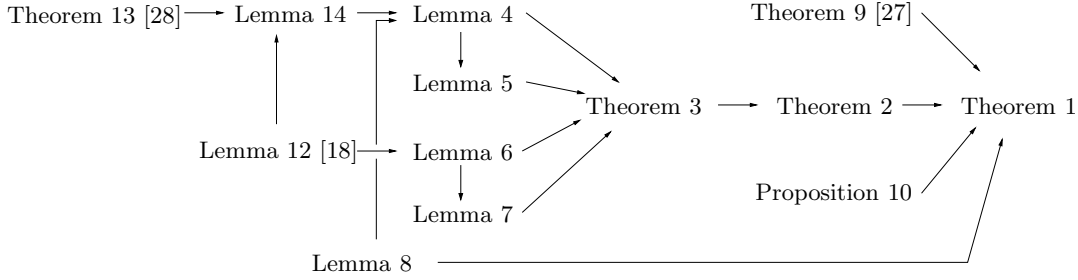 Theorem 13 [28] Lemma 14 Lemma 4 Theorem 9 [27]
Lemma 5
Theorem 3 Theorem 2 Theorem 1
Lemma 12 [18] Lemma 6
Proposition 10
Lemma 7
Lemma 8